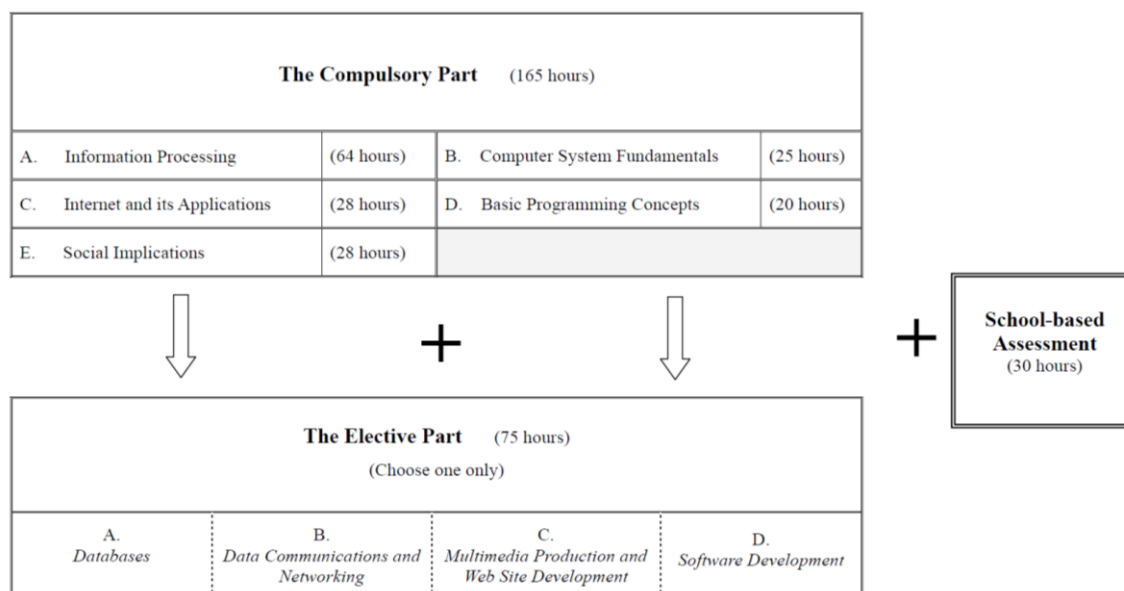 The Compulsory Part (165 hours)
A. Information Processing (64 hours) B. Computer System Fundamentals (25 hours)
C. Internet and its Applications (28 hours) D. Basic Programming Concepts (20 hours)
E. Social Implications (28 hours)
+
+
School-based
Assessment
(30 hours)
The Elective Part (75 hours)
(Choose one only)
A.
Databases
B.
Data Communications and
Networking
C.
Multimedia Production and
Web Site Development
D.
Software Development